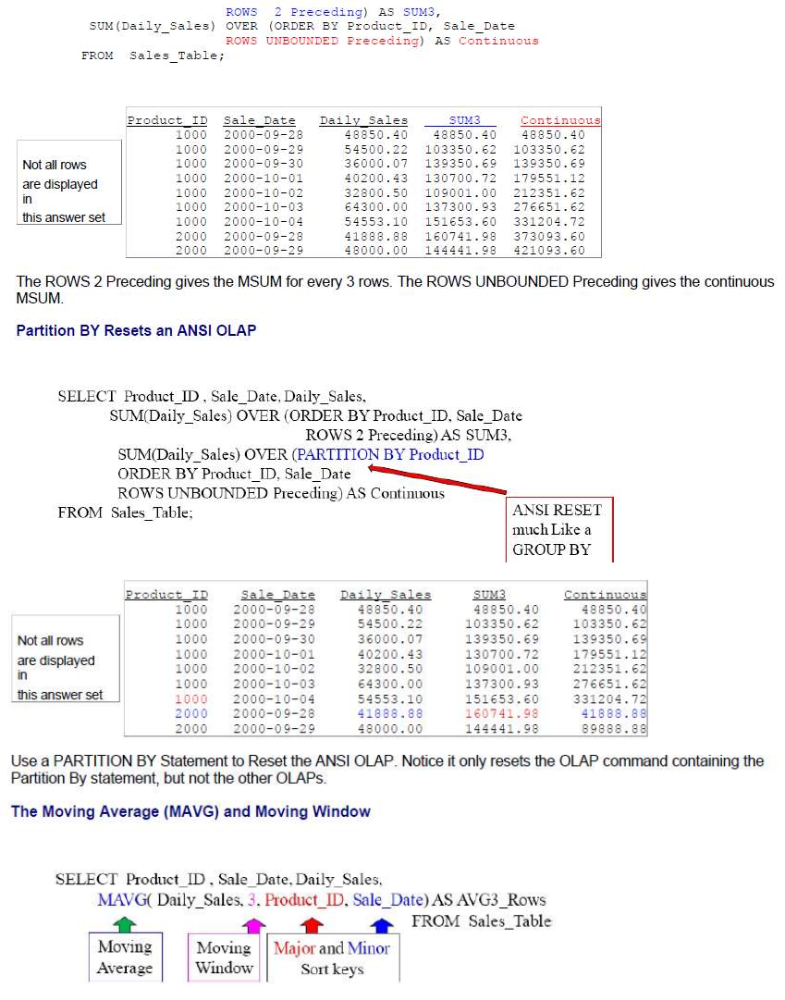 ROWS 2 Preceding) AS SUM3,
SUM(Daily_Sales) OVER (ORDER BY Product_ID, Sale_Date
ROWS UNBOUNDED Preceding) AS Continuous
FROM Sales_Table;
Product_ID Sale_Date Daily_Sales SUM3 Continuous
1000 2000-09-28 48850.40 48850.40 48850.40
1000 2000-09-29 54500.22 103350.62 103350.62
1000 2000-09-30 36000.07 139350.69 139350.69
1000 2000-10-01 40200.43 130700.72 179551.12
1000 2000-10-02 32800.50 109001.00 212351.62
1000 2000-10-03 64300.00 137300.93 276651.62
1000 2000-10-04 54553.10 151653.60 331204.72
2000 2000-09-28 41888.88 160741.98 373093.60
2000 2000-09-29 48000.00 144441.98 421093.60
Not all rows
are displayed
in
this answer set
The ROWS 2 Preceding gives the MSUM for every 3 rows. The ROWS UNBOUNDED Preceding gives the continuous
MSUM.
Partition BY Resets an ANSI OLAP
SELECT Product_ID , Sale_Date, Daily_Sales,
SUM(Daily_Sales) OVER (ORDER BY Product_ID, Sale_Date
ROWS 2 Preceding) AS SUM3,
SUM(Daily_Sales) OVER (PARTITION BY Product_ID
ORDER BY Product_ID, Sale_Date
ROWS UNBOUNDED Preceding) AS Continuous
FROM Sales_Table;
ANSI RESET
much Like a
GROUP BY
Product_ID Sale_Date Daily_Sales SUM3 Continuous
1000 2000-09-28 48850.40 48850.40 48850.40
1000 2000-09-29 54500.22 103350.62 103350.62
1000 2000-09-30 36000.07 139350.69 139350.69
1000 2000-10-01 40200.43 130700.72 179551.12
1000 2000-10-02 32800.50 109001.00 212351.62
1000 2000-10-03 64300.00 137300.93 276651.62
1000 2000-10-04 54553.10 151653.60 331204.72
2000 2000-09-28 41888.88 160741.98 41888.88
2000 2000-09-29 48000.00 144441.98 89888.88
Not all rows
are displayed
in
this answer set
Use a PARTITION BY Statement to Reset the ANSI OLAP. Notice it only resets the OLAP command containing the
Partition By statement, but not the other OLAPs.
The Moving Average (MAVG) and Moving Window
SELECT Product_ID , Sale_Date, Daily_Sales,
MAVG( Daily_Sales, 3, Product_ID, Sale_Date) AS AVG3_Rows
FROM Sales_Table
Moving
Average
Moving
Window
Major and Minor
Sort keys